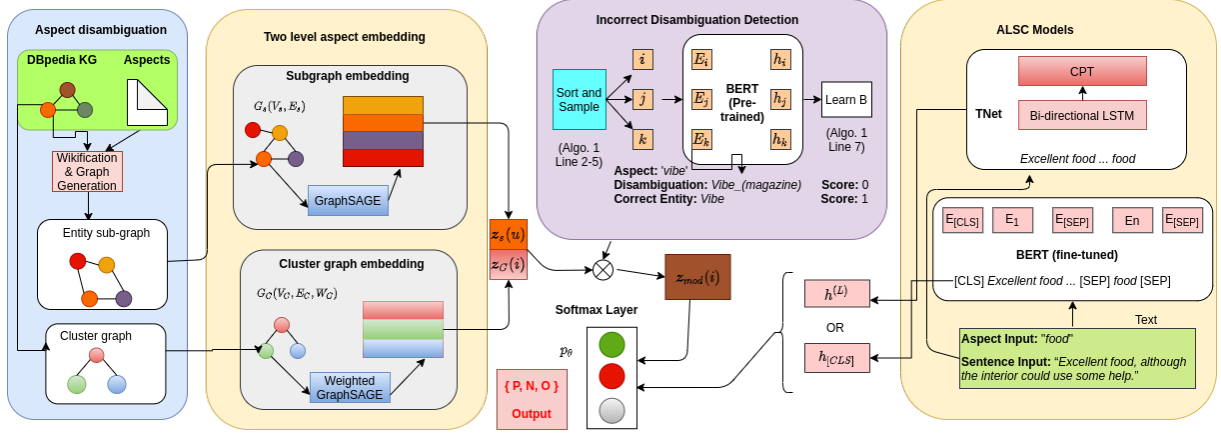 Aspect disambiguation
DBpedia KG
Aspects
Wikification
& Graph
Generation
Entity sub-graph
Cluster graph
Two level aspect embedding
Subgraph embedding
G_s(V_s, E_s)
GraphSAGE
Cluster graph embedding
G_C(V_C, E_C, W_C)
Weighted
GraphSAGE
z_s(u)
z_C(i)
Incorrect Disambiguation Detection
Sort and
Sample
(Algo. 1
Line 2-5)
i
j
k
E_i
E_j
E_k
BERT
(Pre-
trained)
h_i
h_j
h_k
Learn B
(Algo. 1
Line 7)
Aspect: 'vibe'
Disambiguation: Vibe_(magazine) Score: 0
Correct Entity: Vibe Score: 1
z_mod(i)
Softmax Layer
p_θ
{ P, N, O }
Output
h^(L)
OR
h_[CLS]
ALSC Models
CPT
TNet
Bi-directional LSTM
Excellent food ... food
E[CLS]
E1
E[SEP]
En
E[SEP]
BERT (fine-tuned)
[CLS] Excellent food ... [SEP] food [SEP]
Text
Aspect Input: "food"
Sentence Input: “Excellent food, although
the interior could use some help.”